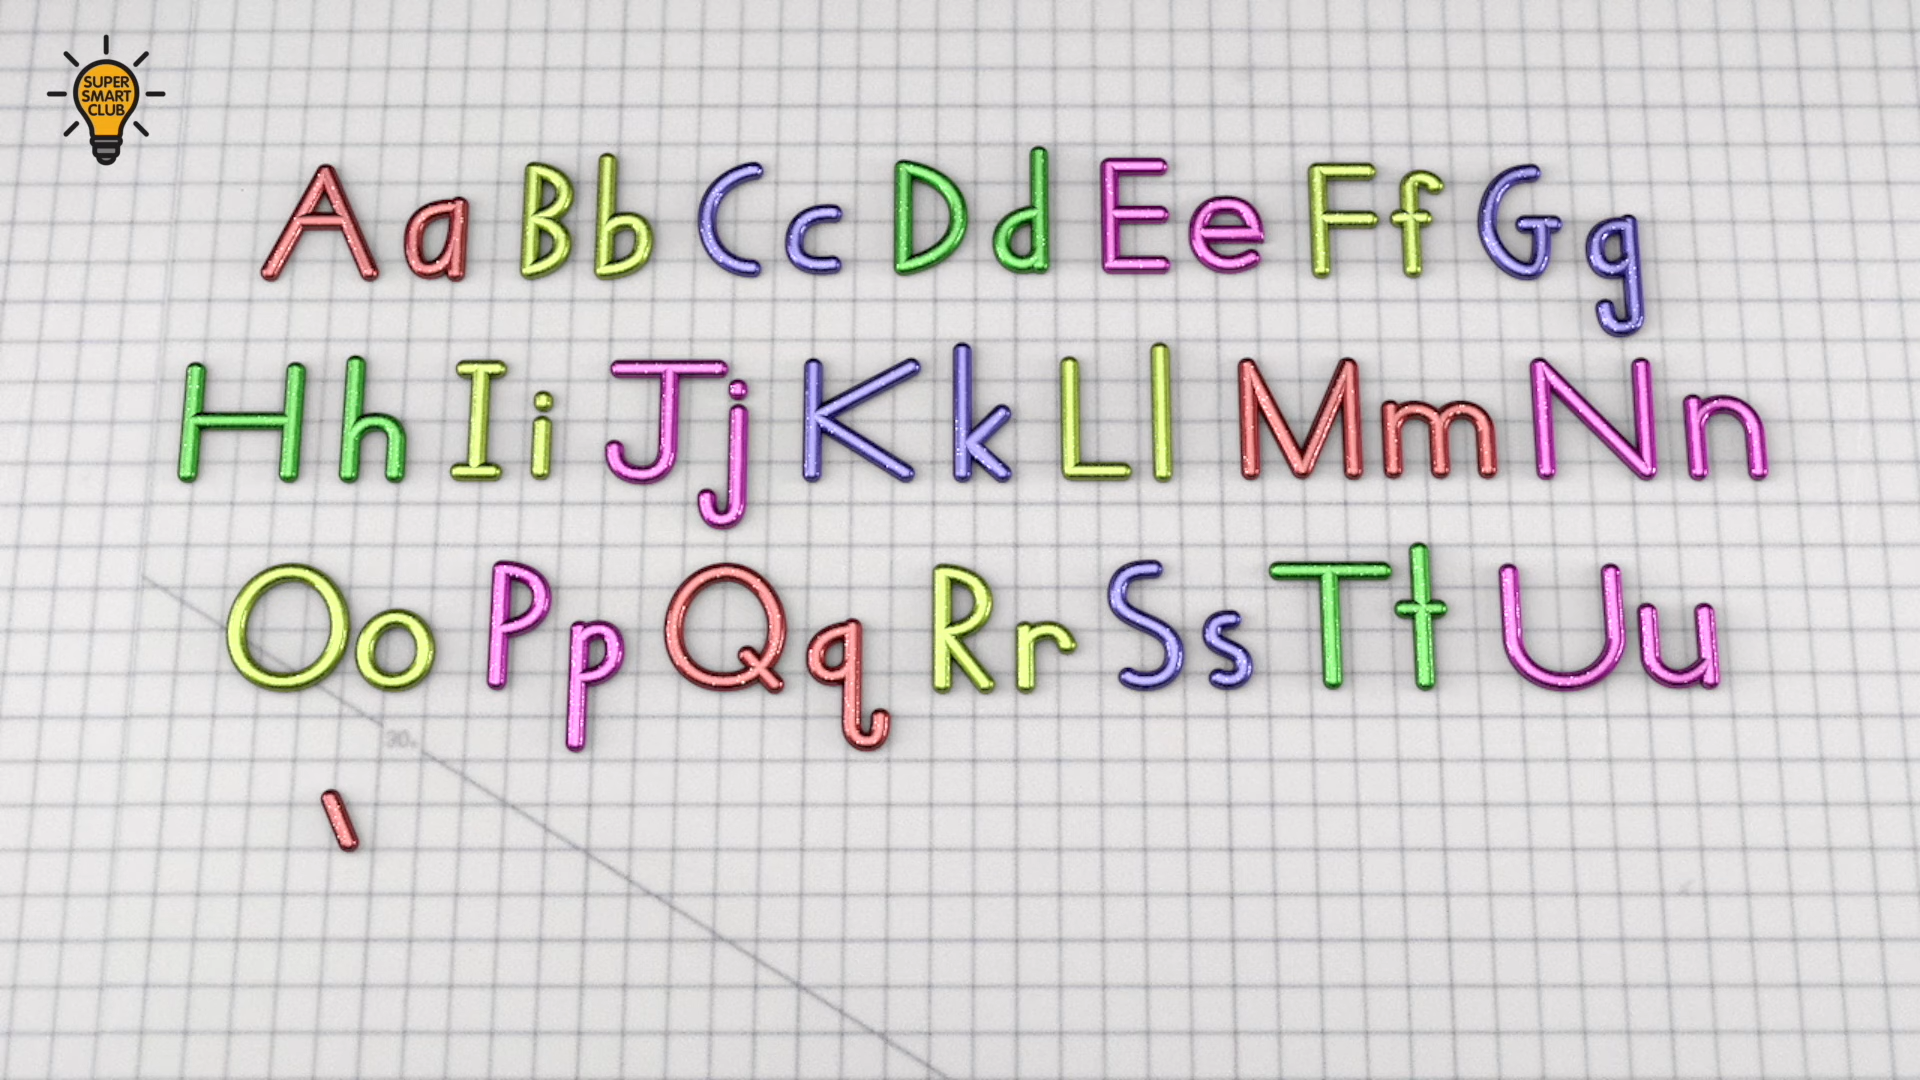 SUPER
SMART
CLUB
Aa Bb Cc Dd Ee Ff Gg
Hh Ii Jj Kk Ll Mm Nn
Oo Pp Qq Rr Ss Tt Uu
30°